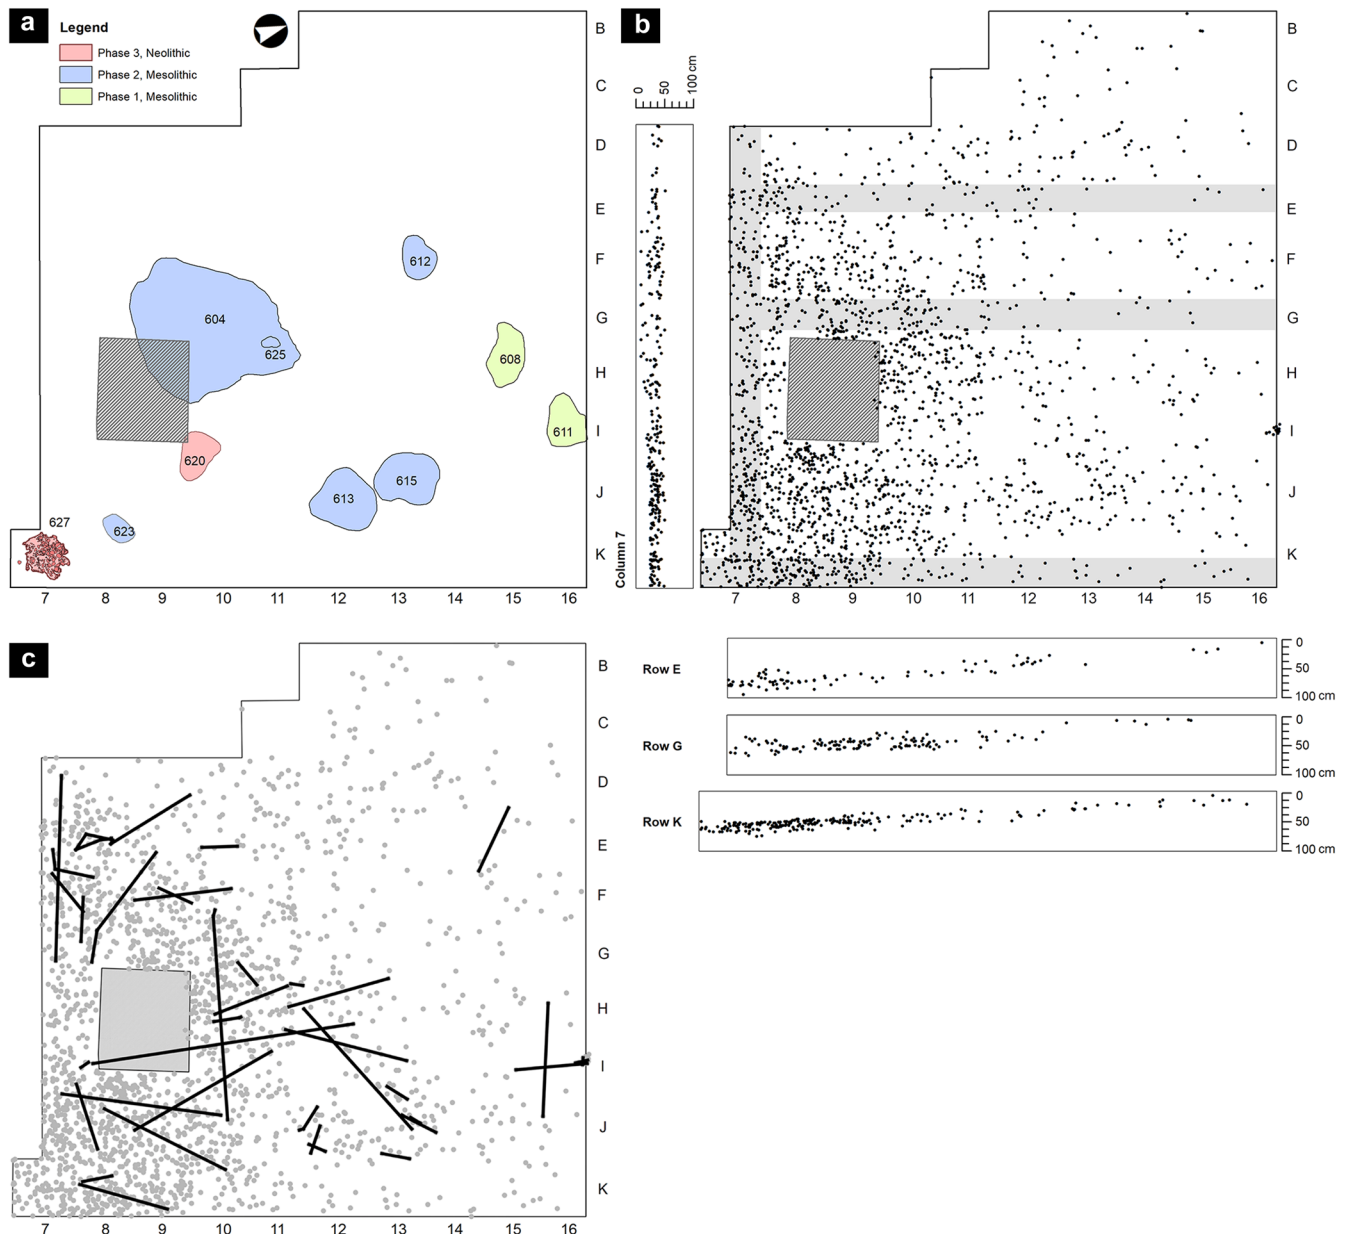 a
Legend
Phase 3, Neolithic
Phase 2, Mesolithic
Phase 1, Mesolithic
B
C
D
E
F
G
H
I
J
K
604
625
612
608
611
620
613
615
623
627
7 8 9 10 11 12 13 14 15 16
b
0 50 100 cm
Column 7
B
C
D
E
F
G
H
I
J
K
7 8 9 10 11 12 13 14 15 16
Row E
0
50
100 cm
Row G
0
50
100 cm
Row K
0
50
100 cm
c
B
C
D
E
F
G
H
I
J
K
7 8 9 10 11 12 13 14 15 16